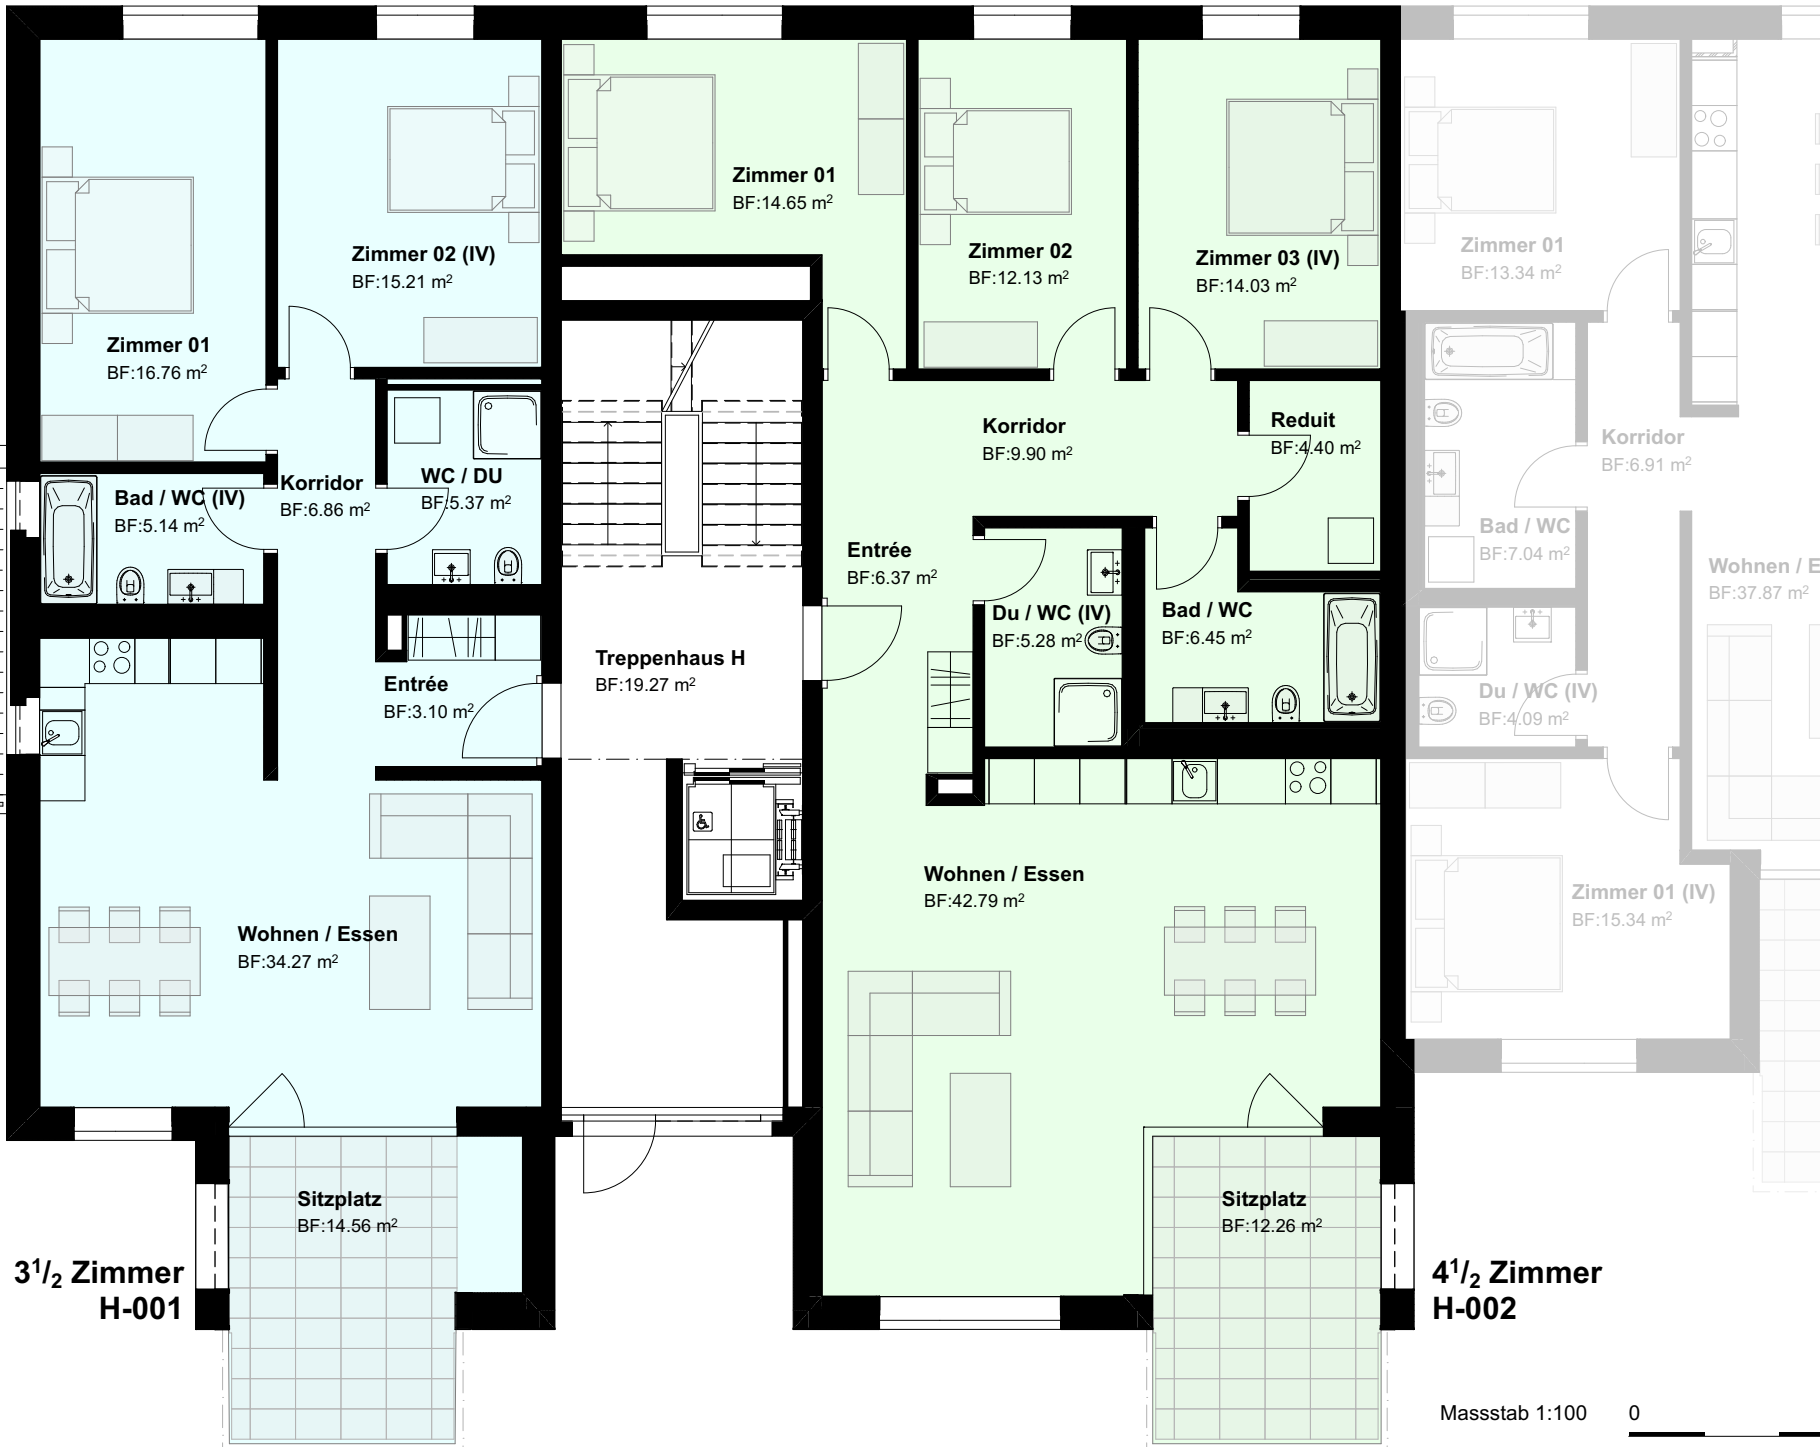 Zimmer 01
BF:16.76 m²
Zimmer 02 (IV)
BF:15.21 m²
Bad / WC (IV)
BF:5.14 m²
Korridor
BF:6.86 m²
WC / DU
BF:5.37 m²
Entrée
BF:3.10 m²
Wohnen / Essen
BF:34.27 m²
Sitzplatz
BF:14.56 m²
3¹/₂ Zimmer
H-001
Treppenhaus H
BF:19.27 m²
Zimmer 01
BF:14.65 m²
Zimmer 02
BF:12.13 m²
Zimmer 03 (IV)
BF:14.03 m²
Korridor
BF:9.90 m²
Reduit
BF:4.40 m²
Entrée
BF:6.37 m²
Du / WC (IV)
BF:5.28 m²
Bad / WC
BF:6.45 m²
Wohnen / Essen
BF:42.79 m²
Sitzplatz
BF:12.26 m²
4¹/₂ Zimmer
H-002
Zimmer 01
BF:13.34 m²
Korridor
BF:6.91 m²
Bad / WC
BF:7.04 m²
Wohnen / E
BF:37.87 m²
Du / WC (IV)
BF:4.09 m²
Zimmer 01 (IV)
BF:15.34 m²
Massstab 1:100 0